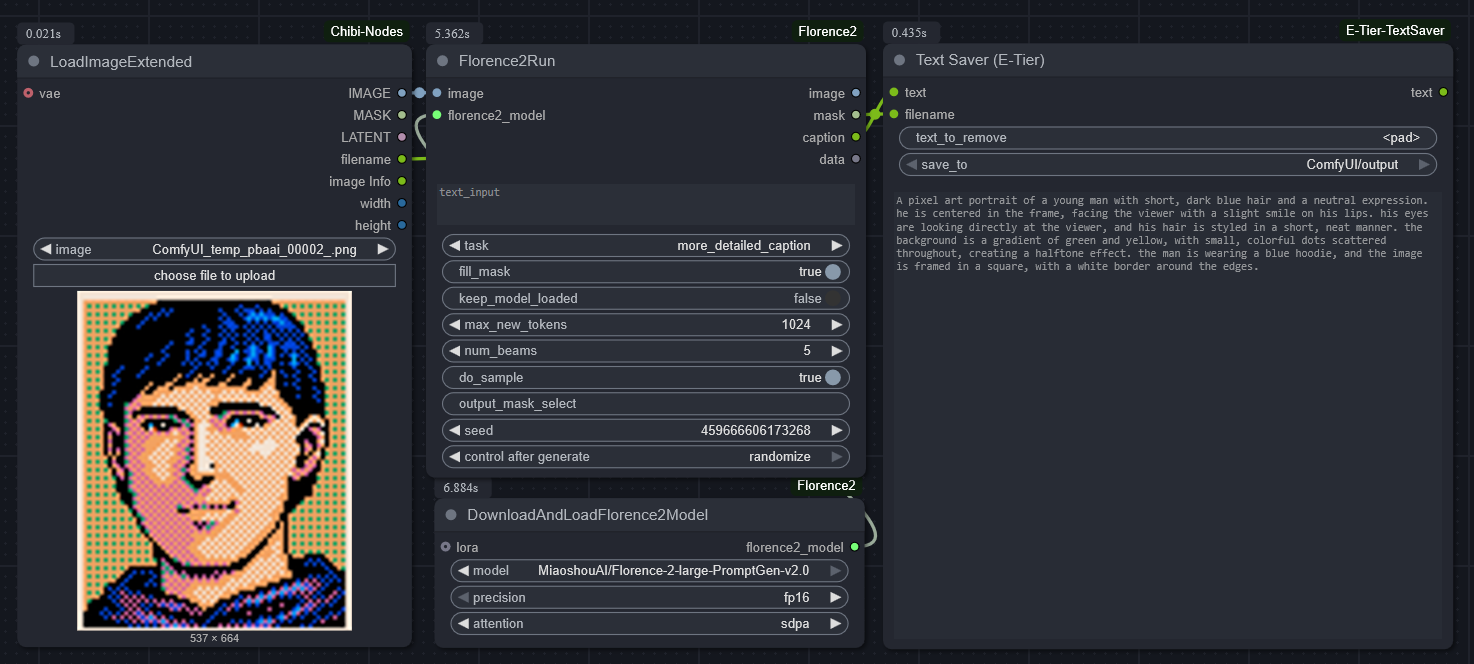 0.021s
Chibi-Nodes
LoadImageExtended
vae
IMAGE
MASK
LATENT
filename
image Info
width
height
image ComfyUI_temp_pbaai_00002_.png
choose file to upload
537 × 664
5.362s
Florence2
Florence2Run
image
image
florence2_model
mask
caption
data
text_input
task more_detailed_caption
fill_mask true
keep_model_loaded false
max_new_tokens 1024
num_beams 5
do_sample true
output_mask_select
seed 459666606173268
control after generate randomize
6.884s
Florence2
DownloadAndLoadFlorence2Model
lora
florence2_model
model MiaoshouAI/Florence-2-large-PromptGen-v2.0
precision fp16
attention sdpa
0.435s
E-Tier-TextSaver
Text Saver (E-Tier)
text
text
filename
text_to_remove <pad>
save_to ComfyUI/output
A pixel art portrait of a young man with short, dark blue hair and a neutral expression.
he is centered in the frame, facing the viewer with a slight smile on his lips. his eyes
are looking directly at the viewer, and his hair is styled in a short, neat manner. the
background is a gradient of green and yellow, with small, colorful dots scattered
throughout, creating a halftone effect. the man is wearing a blue hoodie, and the image
is framed in a square, with a white border around the edges.